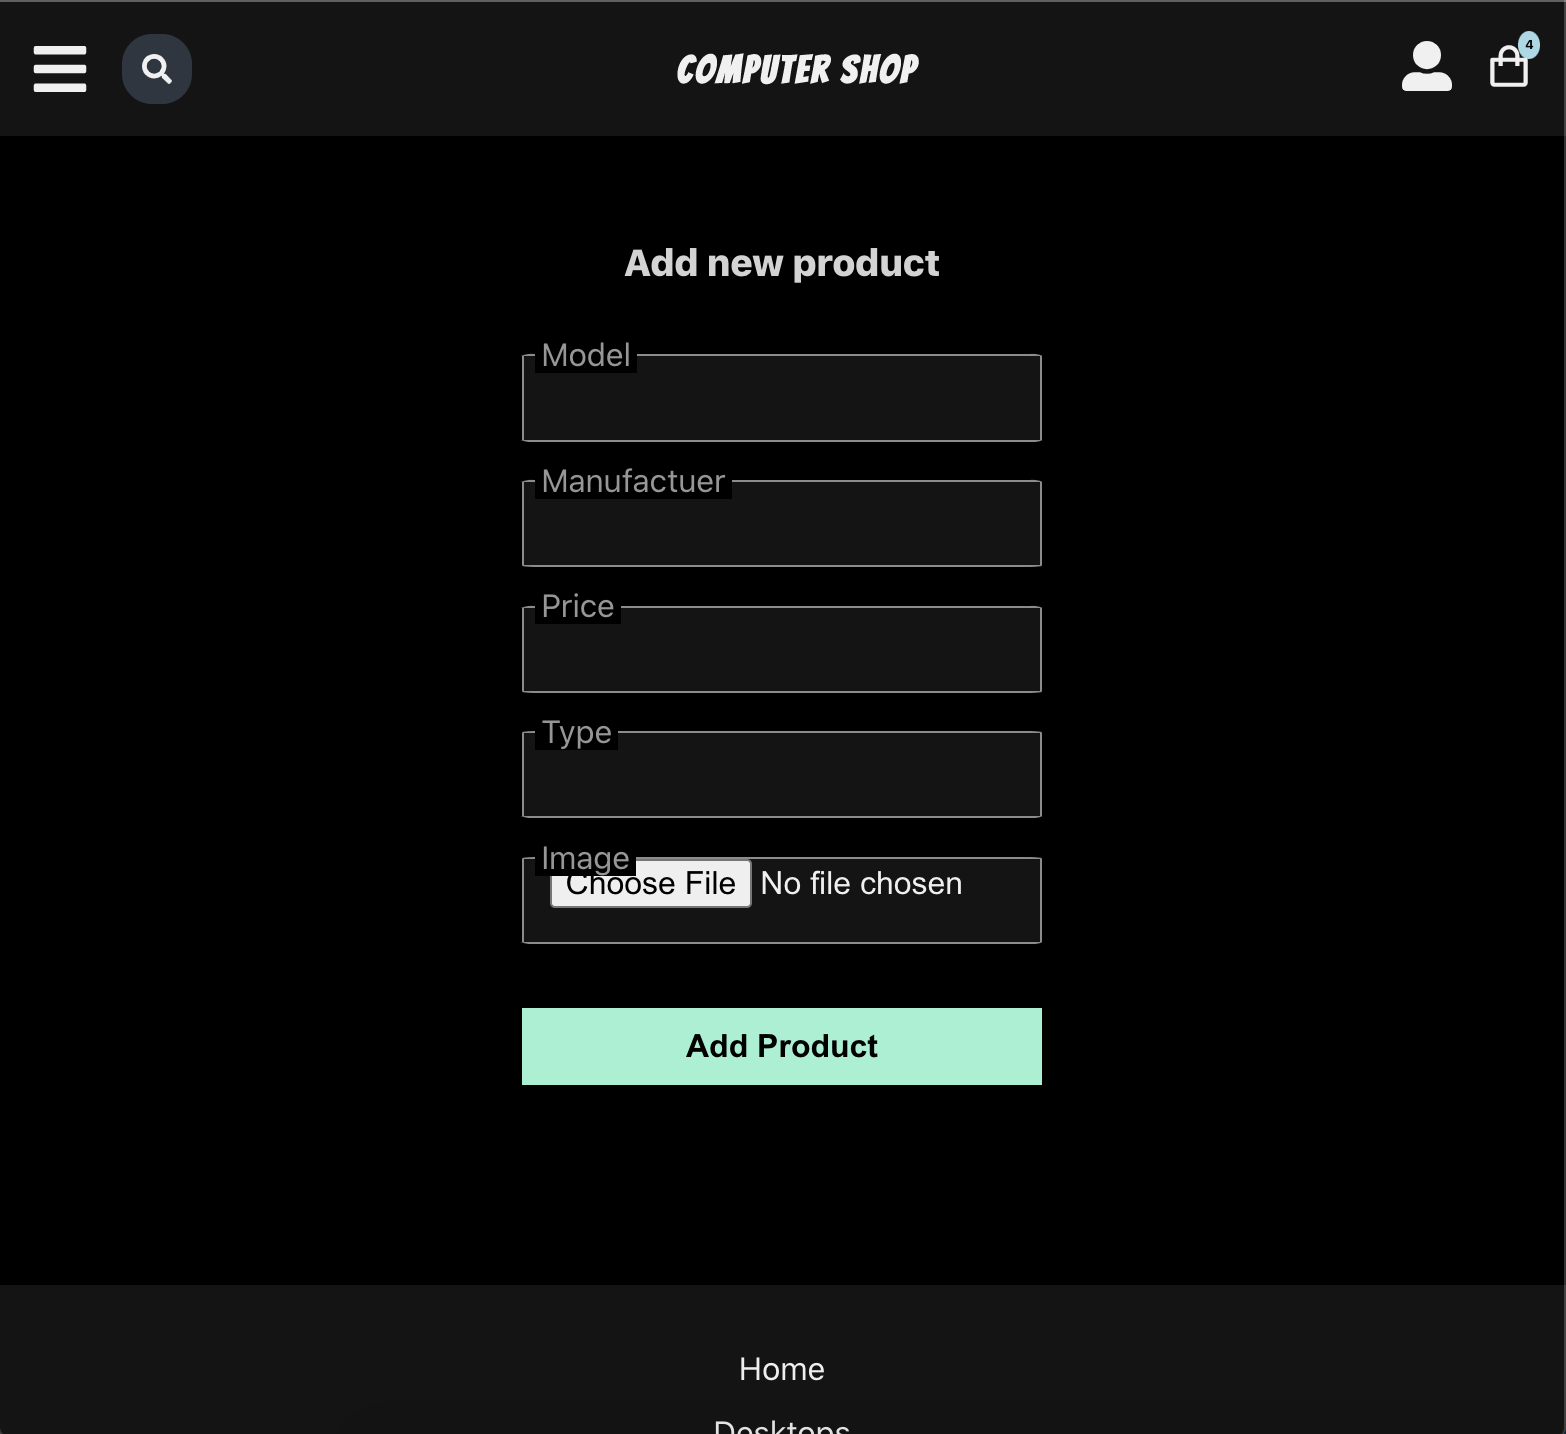 COMPUTER SHOP
4
Add new product
Model
Manufactuer
Price
Type
Image
Choose File No file chosen
Add Product
Home
Desktops